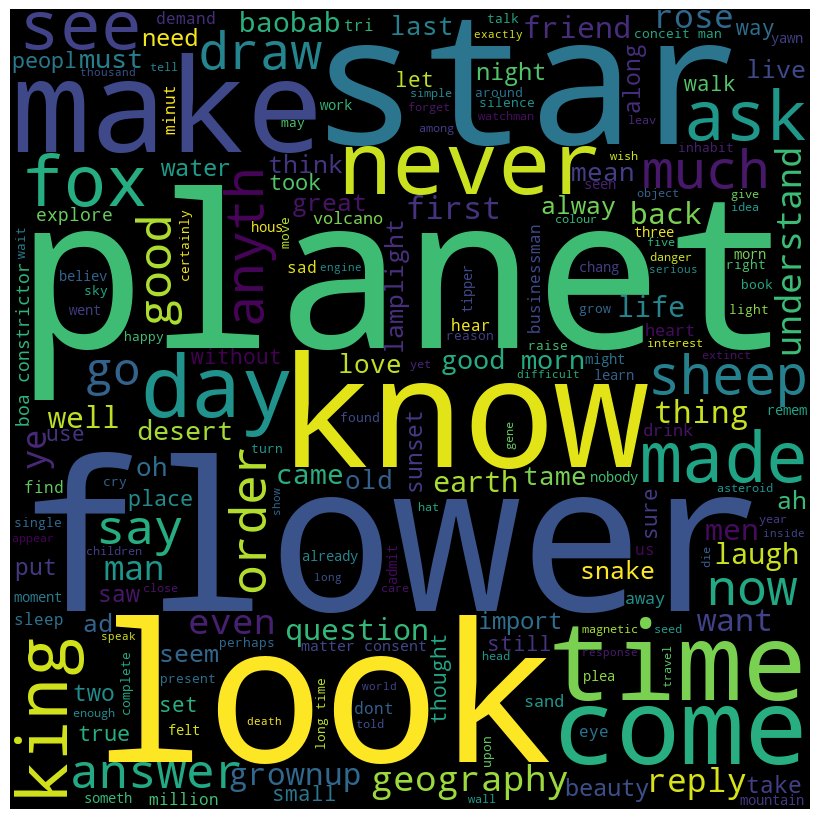 see
demand
need
baobab
tri
last
talk
exactly
friend
conceit man
rose
way
yawn
peopl
must
thousand
tell
draw
star
make
minut
let
night
simple
around
silence
forget
watchman
among
along
leav
walk
live
ask
work
may
fox
water
think
took
never
wish
mean
seen
much
inhabit
understand
explore
good
certainly
hous
great
volcano
first
alway
colour
object
back
give
idea
three
five
morn
wait
believ
sky
went
anyth
move
sad
engine
lamplight
hear
reason
tipper
businessman
chang
danger
serious
right
book
planet
grow
life
light
boa constrictor
happy
without
love
yet
good morn
raise
difficult
might
learn
heart
interest
extinct
go
day
know
sheep
well
use
ye
desert
turn
found
sunset
gene
thing
remem
drink
nobody
made
order
came
oh
old
earth
tame
find
cry
place
show
hat
sure
asteroid
ah
year
single
appear
say
children
already
long
men
us
inside
die
laugh
put
man
saw
close
cadmit
care
snake
flower
moment
sleep
away
now
ad
even
import
want
speak
perhaps
question
still
magnetic
seed
response
travel
king
seem
matter consent
head
thought
time
two
complete
present
look
world
plea
enough
set
long time
dont
sand
true
felt
death
told
eye
come
upon
answer
grownup
geography
beauty
reply
take
someth
million
small
wall
mountain